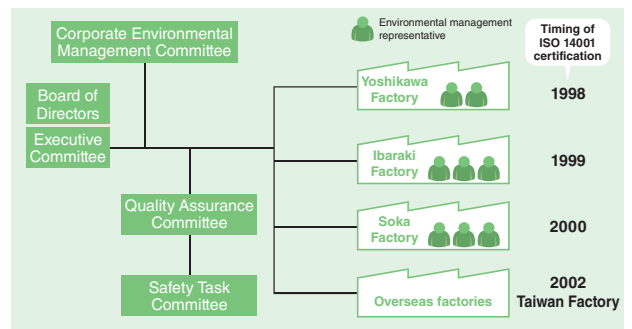 Corporate Environmental
Management Committee
Environmental management
representative
Timing of
ISO 14001
certification
Board of
Directors
Executive
Committee
Yoshikawa
Factory
1998
Ibaraki
Factory
1999
Quality Assurance
Committee
Soka
Factory
2000
Safety Task
Committee
Overseas factories
2002
Taiwan Factory